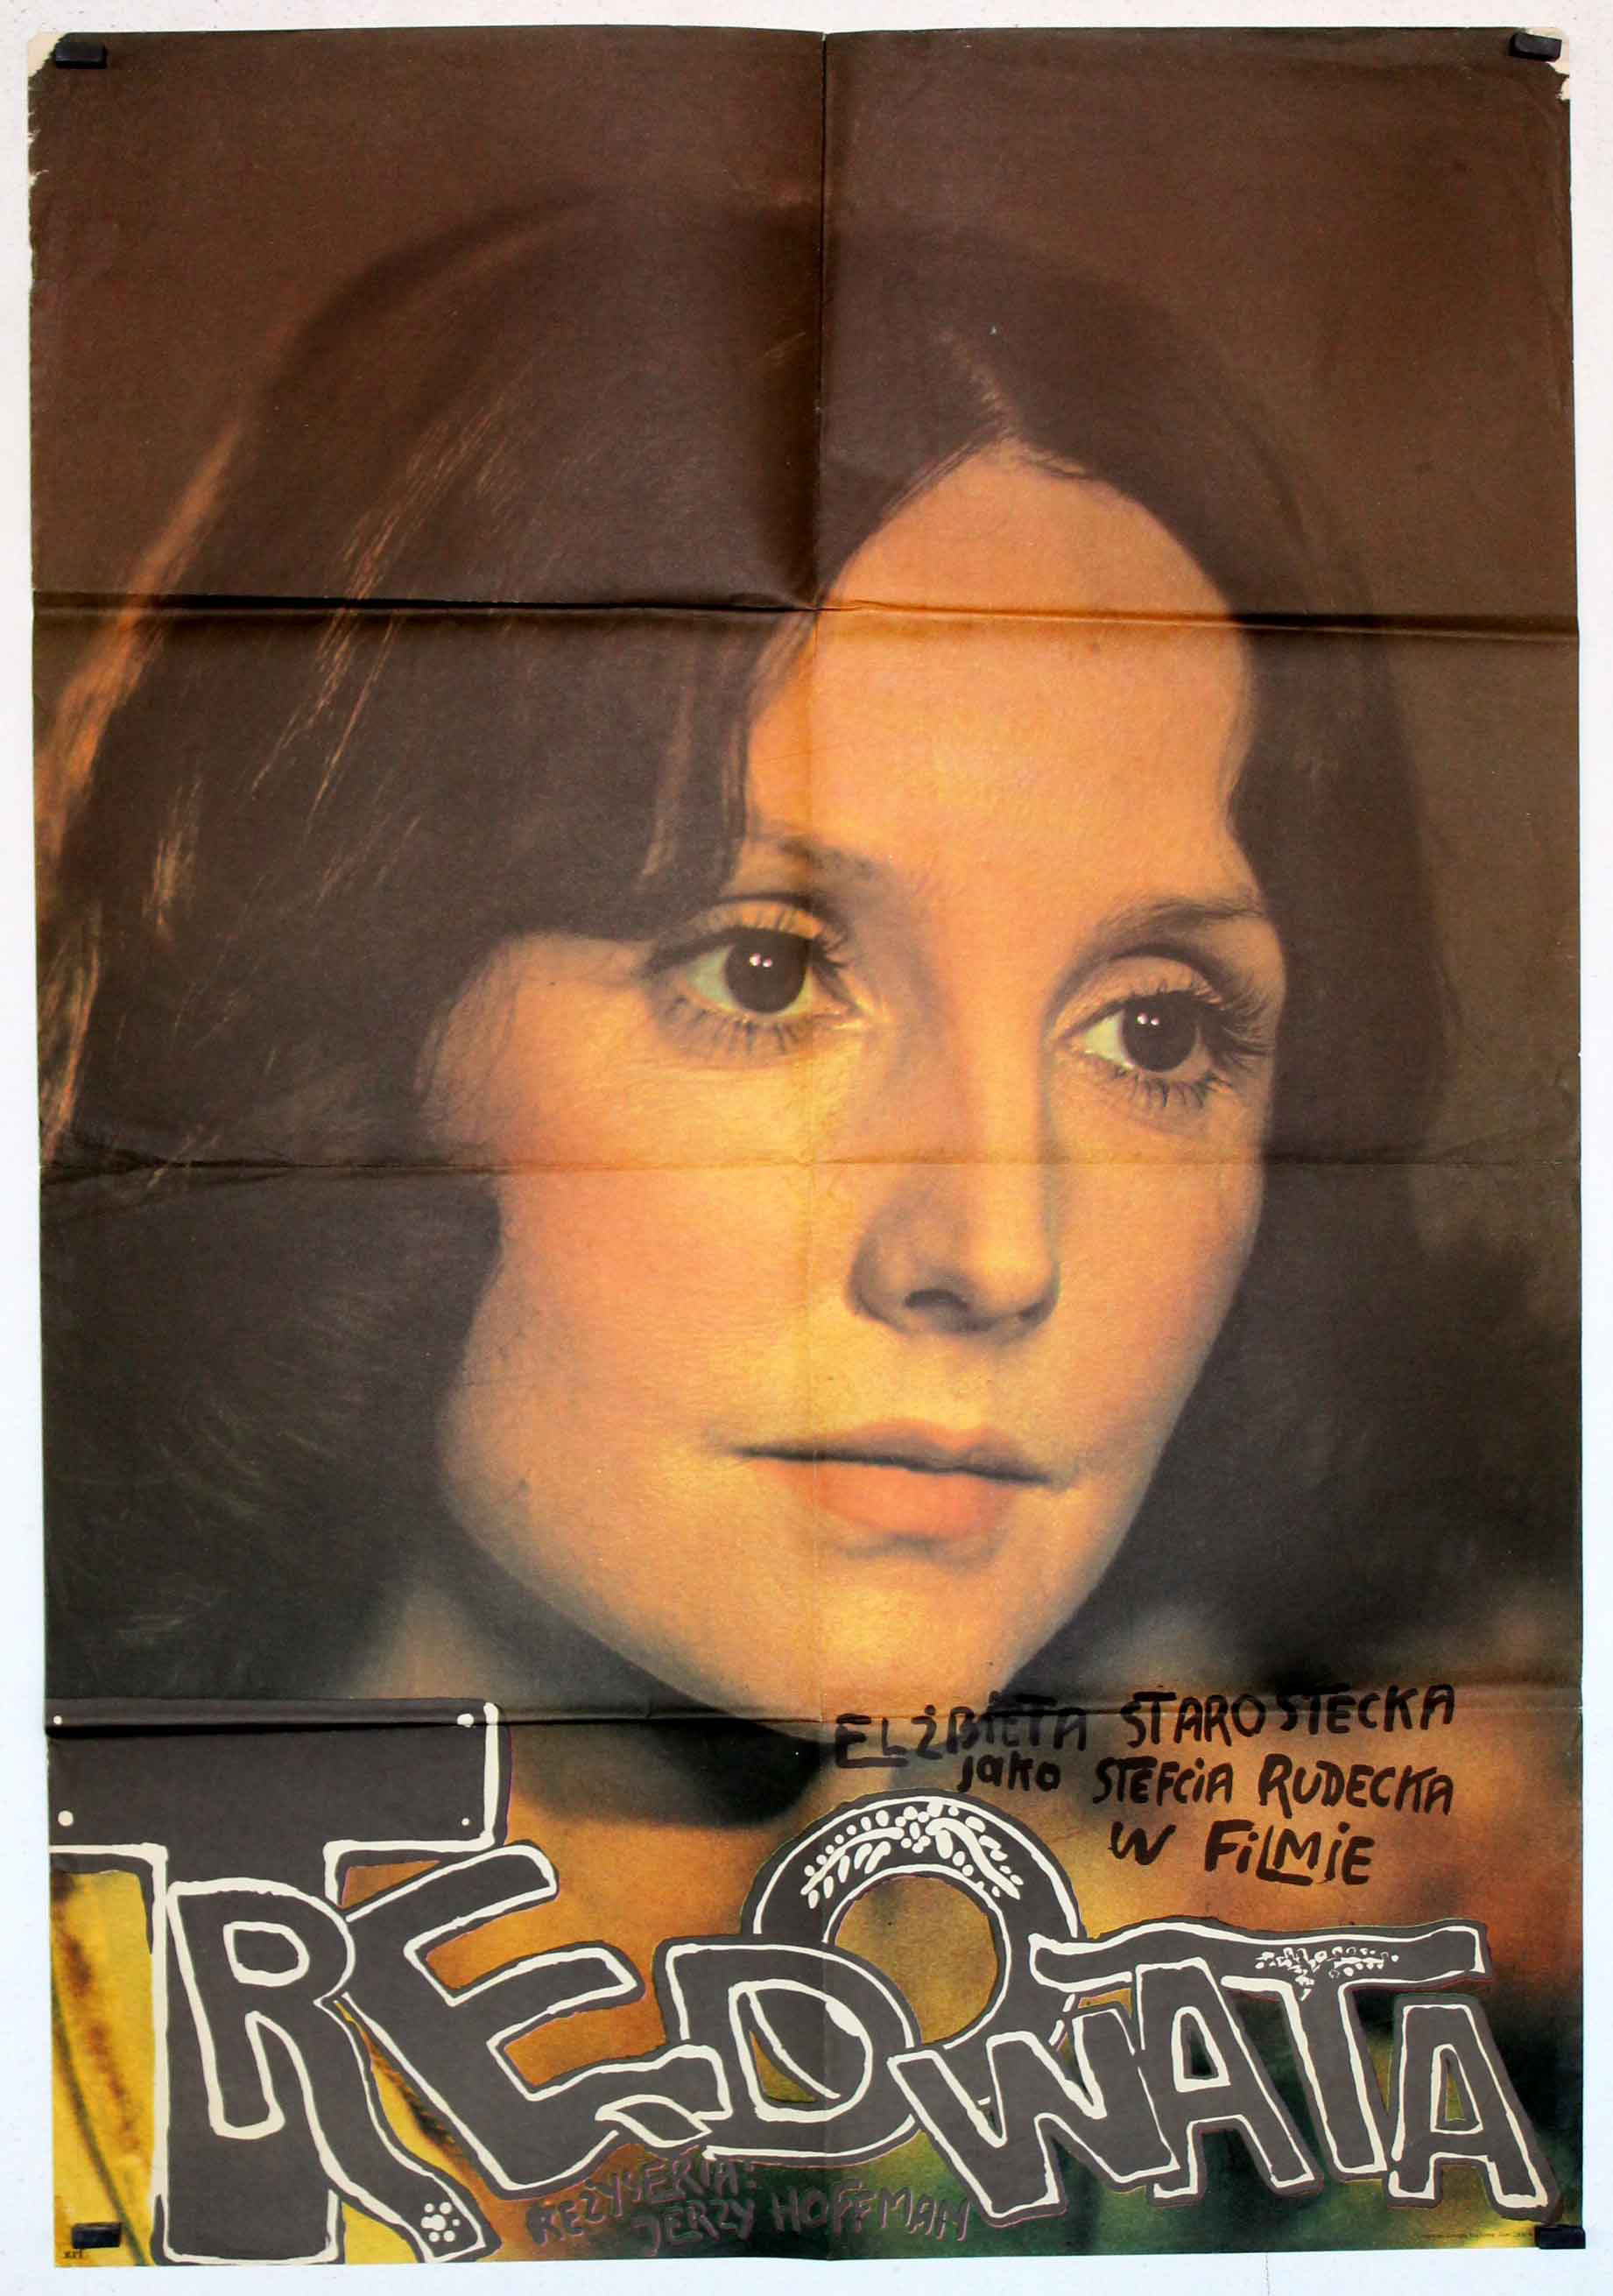 ELŻBIETA STAROSTECKA
jako STEFCIA RUDECKA
W FiLMiE
TRĘDOWATA
REŻYSERIA:
JERZY HOFFMAN